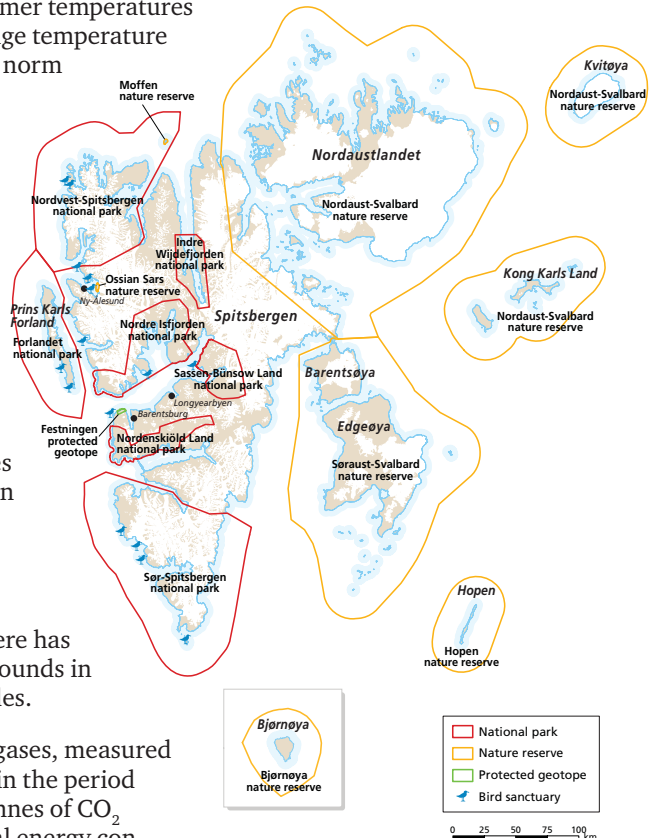 mer temperatures
ge temperature
norm
Moffen
nature reserve
Kvitøya
Nordaust-Svalbard
nature reserve
Nordaustlandet
Nordvest-Spitsbergen
national park
Nordaust-Svalbard
nature reserve
Indre
Wijdefjorden
national park
Kong Karls Land
Ossian Sars
nature reserve
Ny-Ålesund
Prins Karls
Forland
Nordre Isfjorden
national park
Spitsbergen
Nordaust-Svalbard
nature reserve
Forlandet
national park
Sassen-Bünsow Land
national park
Barentsøya
Longyearbyen
Barentsburg
Edgeøya
Festningen
protected
geotope
Nordenskiöld Land
national park
Søraust-Svalbard
nature reserve
es
n
Sør-Spitsbergen
national park
Hopen
Hopen
nature reserve
ere has
ounds in
les.
Bjørnøya
Bjørnøya
nature reserve
gases, measured
in the period
nnes of CO₂
al energy con
National park
Nature reserve
Protected geotope
Bird sanctuary
0 25 50 75 100
km